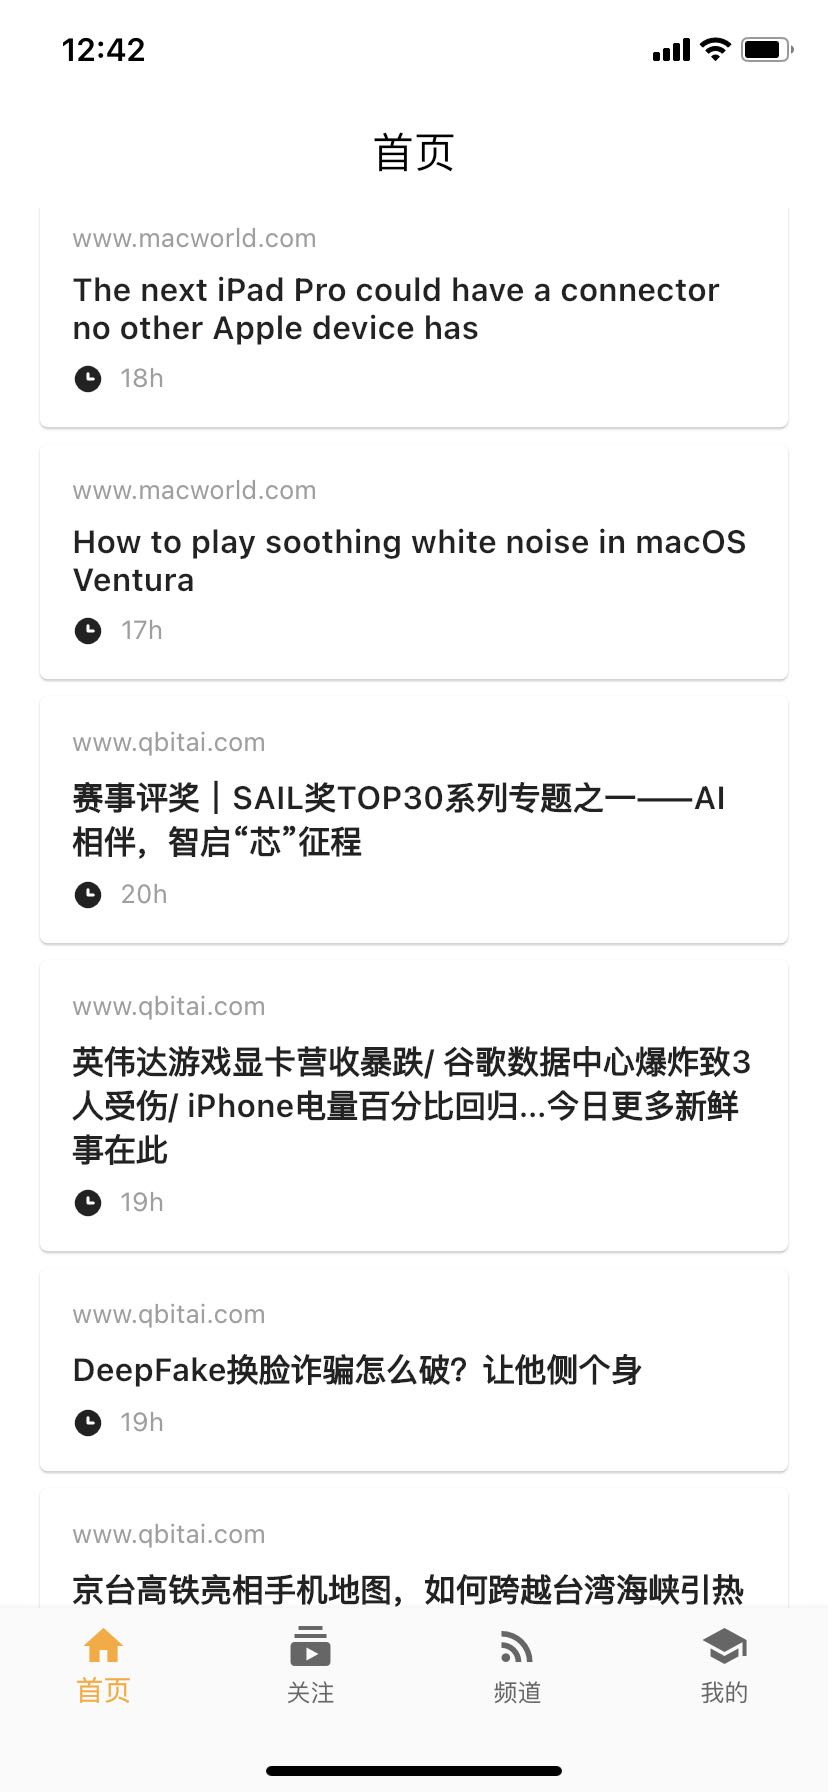 12:42
首页
www.macworld.com
The next iPad Pro could have a connector
no other Apple device has
18h
www.macworld.com
How to play soothing white noise in macOS
Ventura
17h
www.qbitai.com
赛事评奖｜SAIL奖TOP30系列专题之一——AI
相伴，智启“芯”征程
20h
www.qbitai.com
英伟达游戏显卡营收暴跌/ 谷歌数据中心爆炸致3
人受伤/ iPhone电量百分比回归...今日更多新鲜
事在此
19h
www.qbitai.com
DeepFake换脸诈骗怎么破？让他侧个身
19h
www.qbitai.com
京台高铁亮相手机地图，如何跨越台湾海峡引热
首页
关注
频道
我的